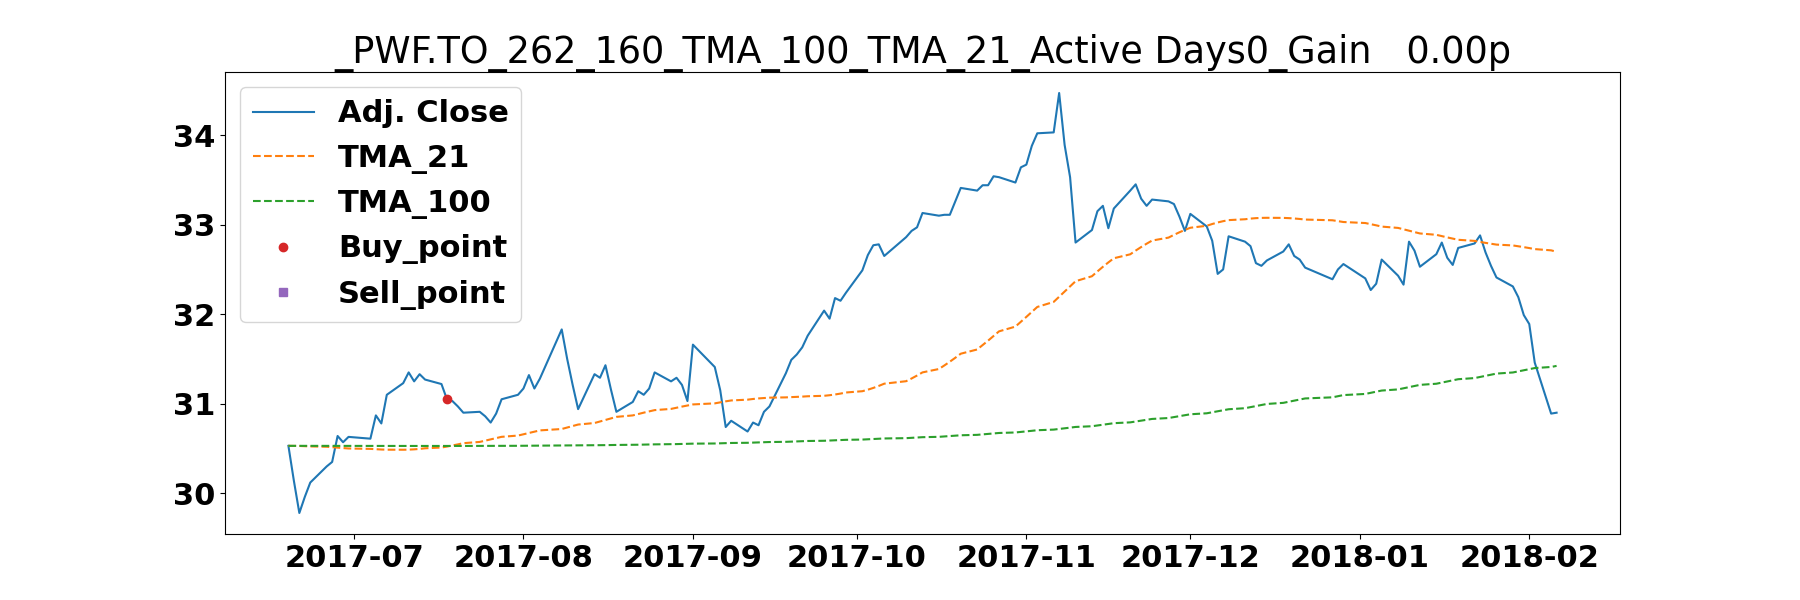 _PWF.TO_262_160_TMA_100_TMA_21_Active Days0_Gain   0.00p
Adj. Close
TMA_21
TMA_100
Buy_point
Sell_point
34
33
32
31
30
2017-07 2017-08 2017-09 2017-10 2017-11 2017-12 2018-01 2018-02